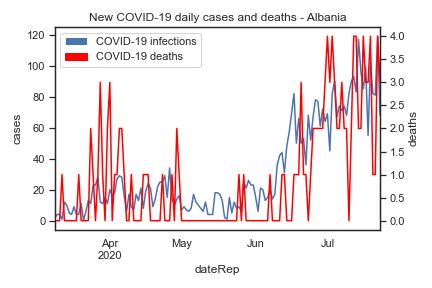 New COVID-19 daily cases and deaths - Albania
COVID-19 infections
COVID-19 deaths
120
100
80
60
40
20
0
cases
4.0
3.5
3.0
2.5
2.0
1.5
1.0
0.5
0.0
deaths
Apr
2020
May
Jun
Jul
dateRep